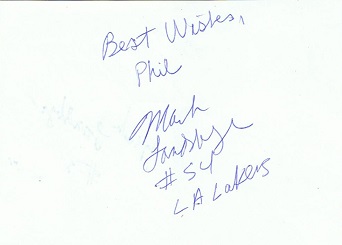 Best Wishes,
Phil
Mark
Landsberger
#54
LA Lakers